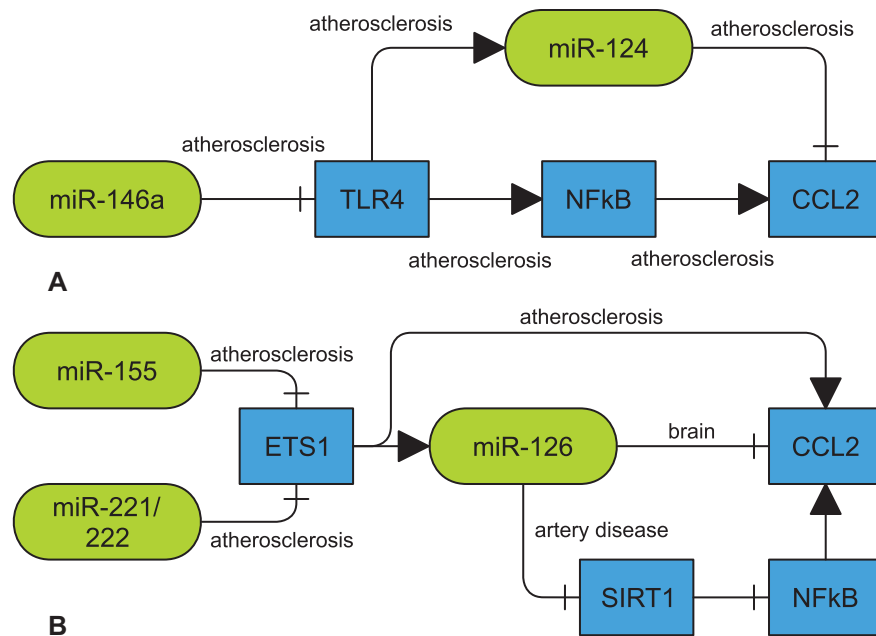 atherosclerosis
miR-124
atherosclerosis
atherosclerosis
miR-146a
TLR4
NFkB
CCL2
atherosclerosis
atherosclerosis
A
atherosclerosis
miR-155
atherosclerosis
ETS1
miR-126
brain
CCL2
miR-221/
222
atherosclerosis
artery disease
SIRT1
NFkB
B